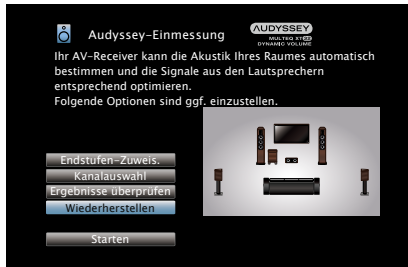 Audyssey-Einmessung
AUDYSSEY
MULTEQ XT32
DYNAMIC VOLUME
Ihr AV-Receiver kann die Akustik Ihres Raumes automatisch
bestimmen und die Signale aus den Lautsprechern
entsprechend optimieren.
Folgende Optionen sind ggf. einzustellen.
Endstufen-Zuweis.
Kanalauswahl
Ergebnisse überprüfen
Wiederherstellen
Starten